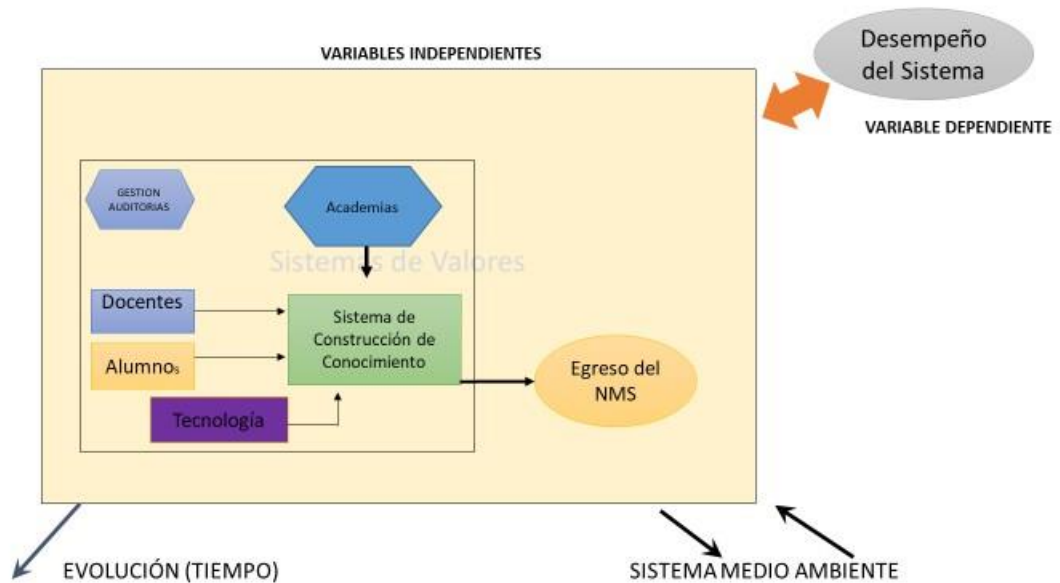 Desempeño
del Sistema
VARIABLES INDEPENDIENTES
VARIABLE DEPENDIENTE
GESTION
AUDITORIAS
Academias
Sistemas de Valores
Docentes
Sistema de
Construcción de
Conocimiento
Alumnos
Egreso del
NMS
Tecnología
EVOLUCIÓN (TIEMPO)
SISTEMA MEDIO AMBIENTE